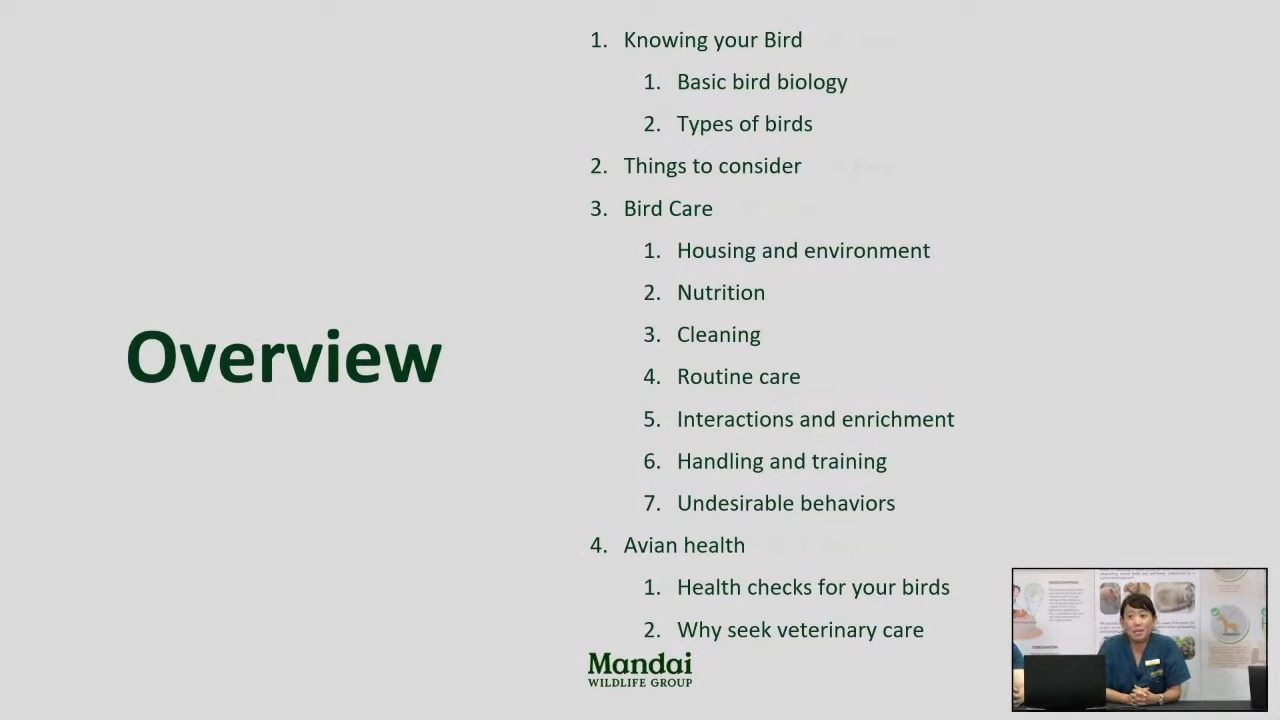 Overview
1. Knowing your Bird
1. Basic bird biology
2. Types of birds
2. Things to consider
3. Bird Care
1. Housing and environment
2. Nutrition
3. Cleaning
4. Routine care
5. Interactions and enrichment
6. Handling and training
7. Undesirable behaviors
4. Avian health
1. Health checks for your birds
2. Why seek veterinary care
Mandai
WILDLIFE GROUP